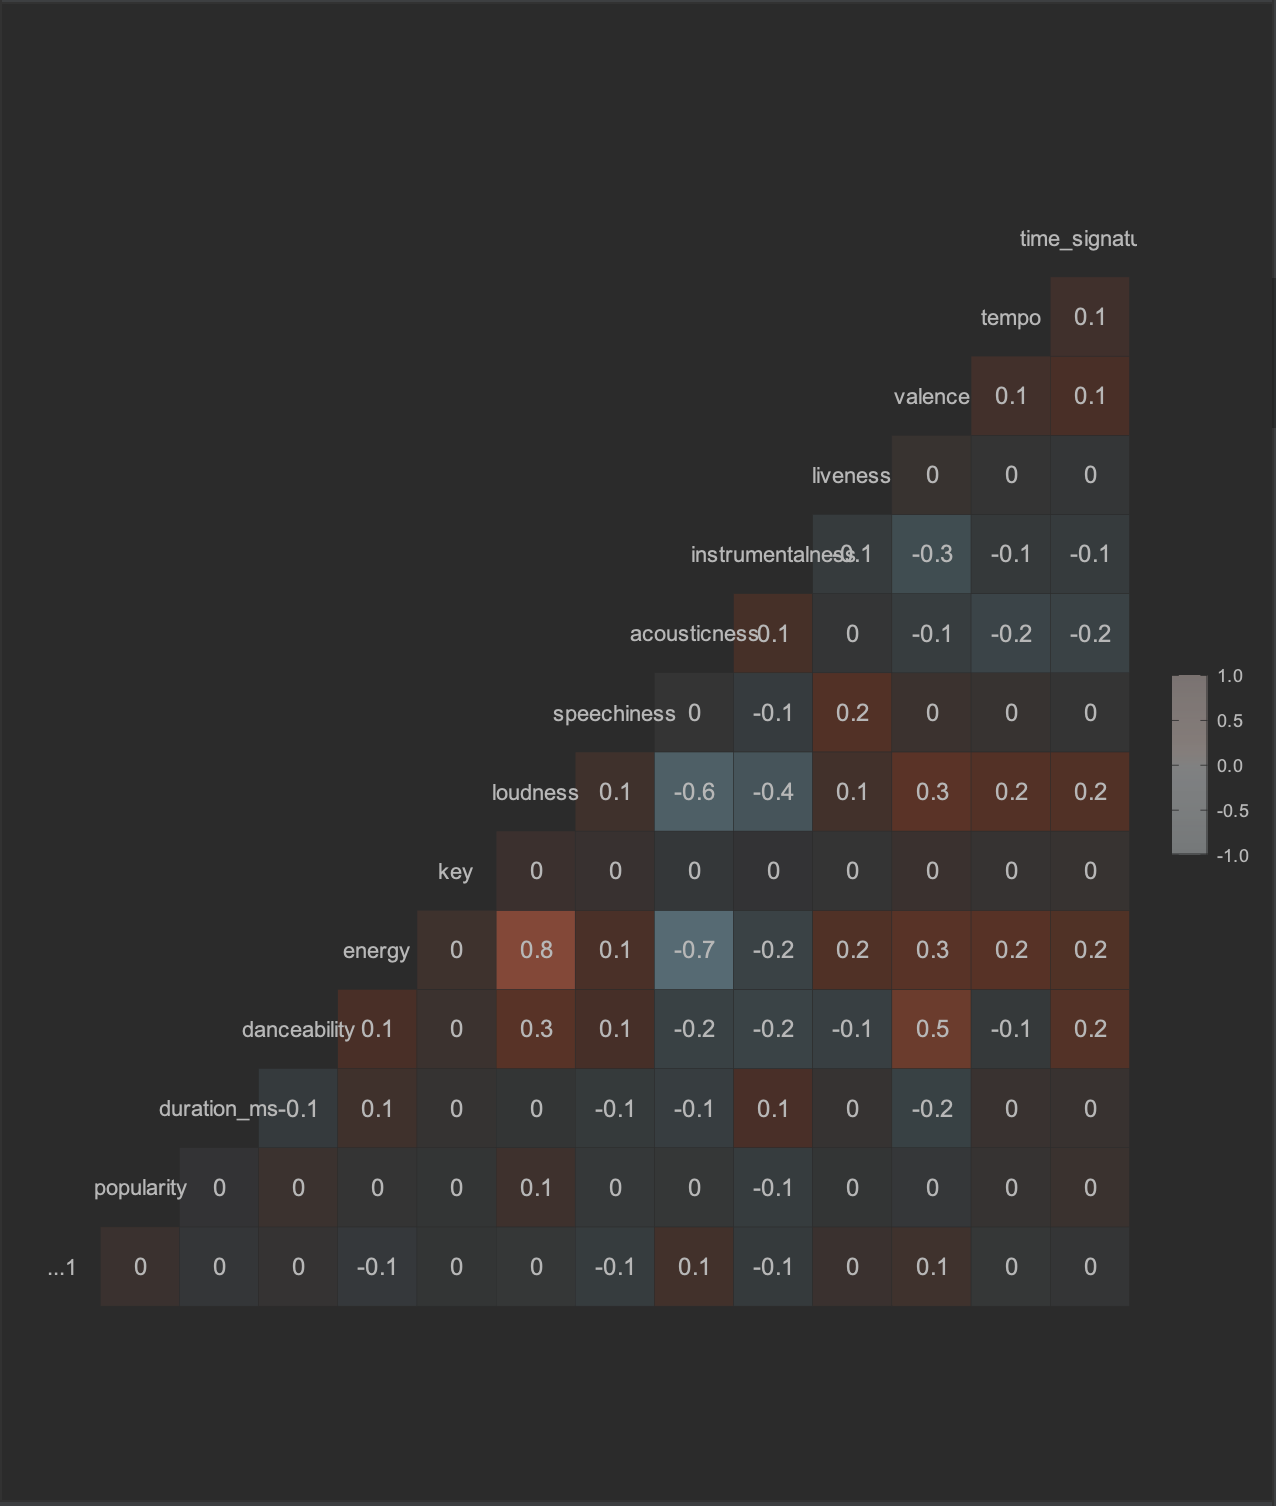 time_signatu
tempo 0.1
valence 0.1 0.1
liveness 0 0 0
instrumentalness -0.1 -0.3 -0.1 -0.1
acousticness 0.1 0 -0.1 -0.2 -0.2
speechiness 0 -0.1 0.2 0 0 0
loudness 0.1 -0.6 -0.4 0.1 0.3 0.2 0.2
key 0 0 0 0 0 0 0 0
energy 0 0.8 0.1 -0.7 -0.2 0.2 0.3 0.2 0.2
danceability 0.1 0 0.3 0.1 -0.2 -0.2 -0.1 0.5 -0.1 0.2
duration_ms -0.1 0.1 0 0 -0.1 -0.1 0.1 0 -0.2 0 0
popularity 0 0 0 0 0.1 0 0 -0.1 0 0 0 0
...1 0 0 0 -0.1 0 0 -0.1 0.1 -0.1 0 0.1 0 0
1.0
0.5
0.0
-0.5
-1.0